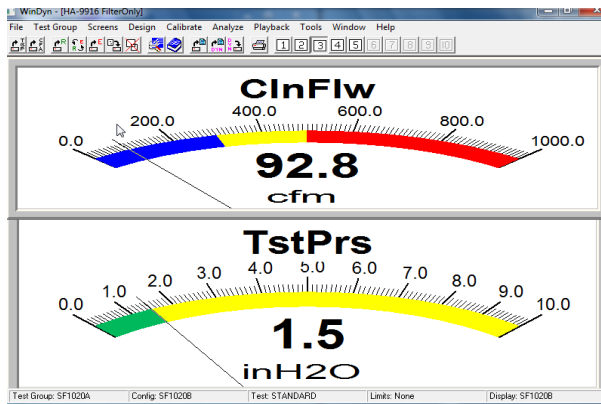 WinDyn - [HA-9916 FilterOnly]
File Test Group Screens Design Calibrate Analyze Playback Tools Window Help
1 2 3 4 5 6 7 8 9 10
ClnFlw
0.0 200.0 400.0 600.0 800.0 1000.0
92.8
cfm
TstPrs
0.0 1.0 2.0 3.0 4.0 5.0 6.0 7.0 8.0 9.0 10.0
1.5
inH2O
Test Group: SF1020A Config: SF1020B Test: STANDARD Limits: None Display: SF1020B